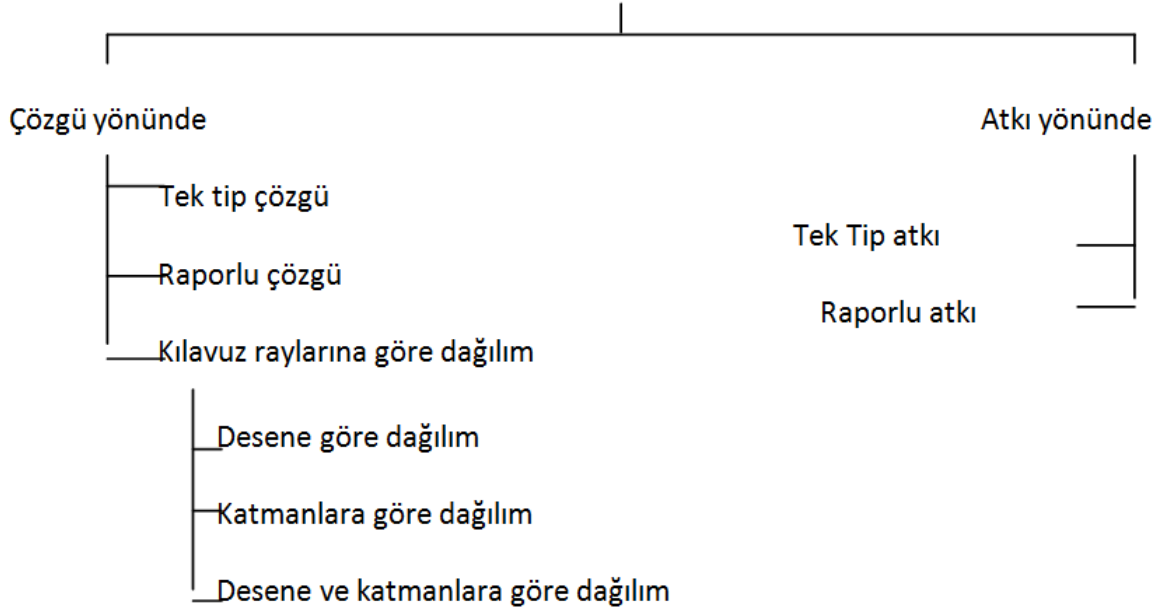 Çözgü yönünde
Tek tip çözgü
Raporlu çözgü
Kılavuz raylarına göre dağılım
Desene göre dağılım
Katmanlara göre dağılım
Desene ve katmanlara göre dağılım
Atkı yönünde
Tek Tip atkı
Raporlu atkı